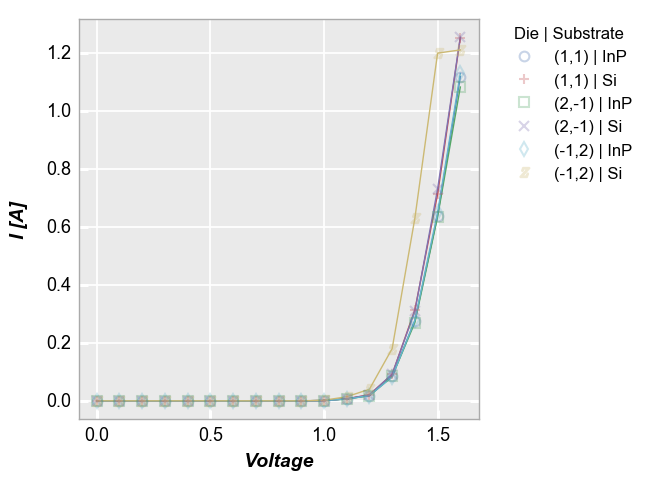 Die | Substrate
(1,1) | InP
(1,1) | Si
(2,-1) | InP
(2,-1) | Si
(-1,2) | InP
(-1,2) | Si
1.2
1.0
0.8
0.6
0.4
0.2
0.0
I [A]
0.0 0.5 1.0 1.5
Voltage